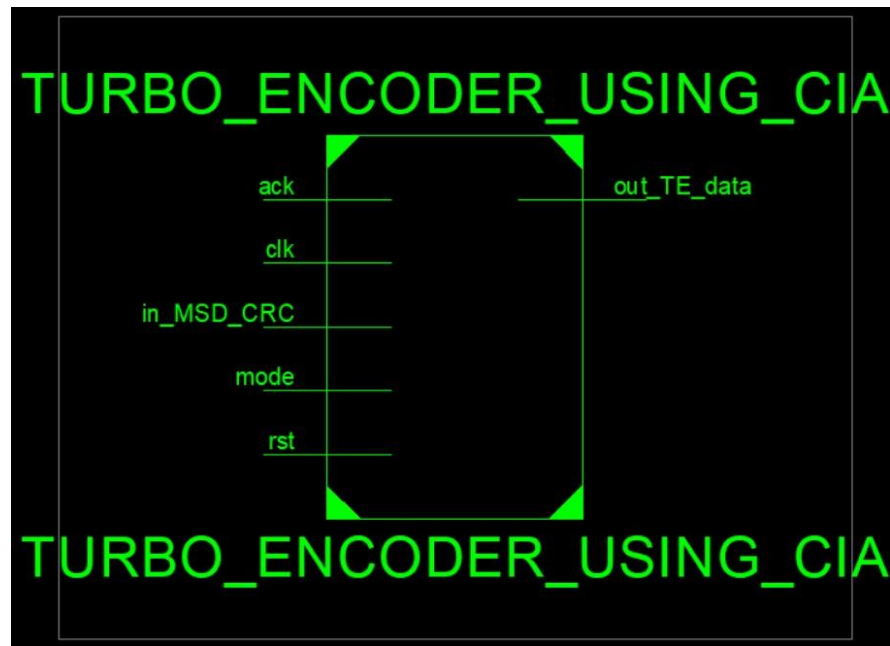 TURBO_ENCODER_USING_CIA
ack
out_TE_data
clk
in_MSD_CRC
mode
rst
TURBO_ENCODER_USING_CIA